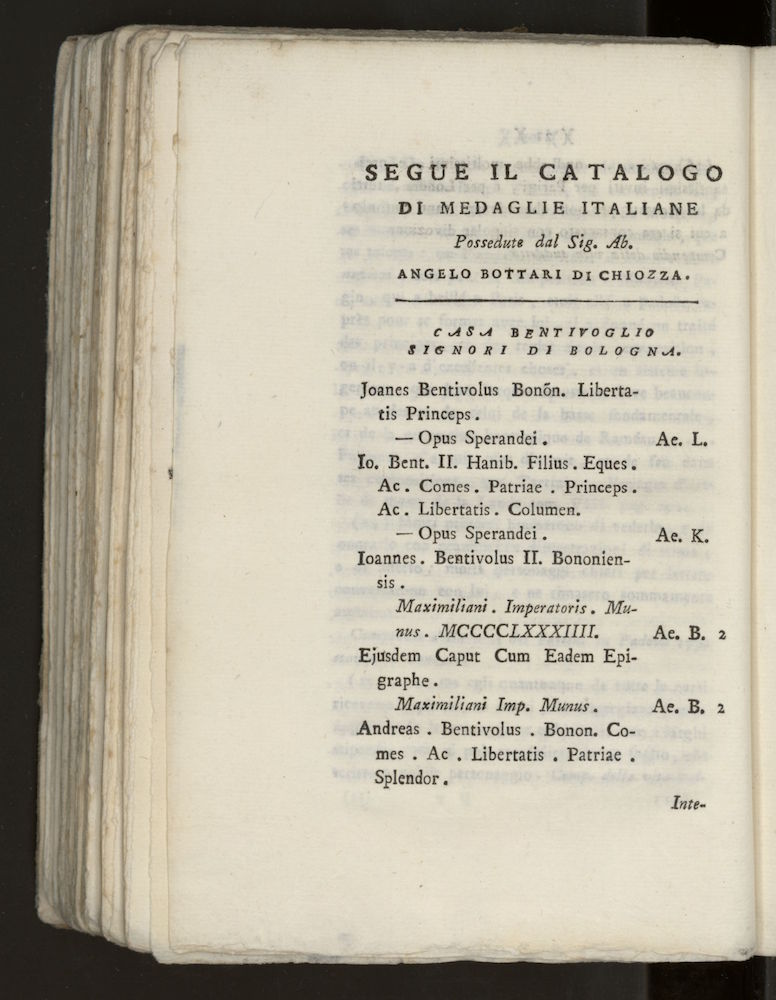 SEGUE IL CATALOGO
DI MEDAGLIE ITALIANE
Possedute dal Sig. Ab.
ANGELO BOTTARI DI CHIOZZA.
CASA BENTIVOGLIO
SIGNORI DI BOLOGNA.
Joanes Bentivolus Bonōn. Liberta-
tis Princeps.
— Opus Sperandei. Ae. L.
Io. Bent. II. Hanib. Filius. Eques.
Ac. Comes. Patriae. Princeps.
Ac. Libertatis. Columen.
— Opus Sperandei. Ae. K.
Ioannes. Bentivolus II. Bononien-
sis.
Maximiliani. Imperatoris. Mu-
nus. MCCCCLXXXIIII. Ae. B. 2
Ejusdem Caput Cum Eadem Epi-
graphe.
Maximiliani Imp. Munus. Ae. B. 2
Andreas. Bentivolus. Bonon. Co-
mes. Ac. Libertatis. Patriae.
Splendor.
Inte-